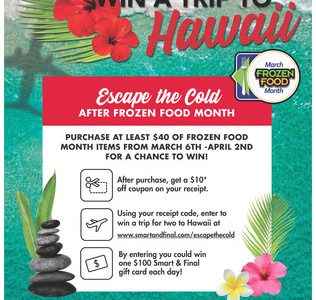 WIN A TRIP TO
Hawaii
March
FROZEN
FOOD
Month
Escape the Cold
AFTER FROZEN FOOD MONTH
PURCHASE AT LEAST $40 OF FROZEN FOOD
MONTH ITEMS FROM MARCH 6TH -APRIL 2ND
FOR A CHANCE TO WIN!
After purchase, get a $10*
off coupon on your receipt.
Using your receipt code, enter to
win a trip for two to Hawaii at
www.smartandfinal.com/escapethecold
$
By entering you could win
one $100 Smart & Final
gift card each day!